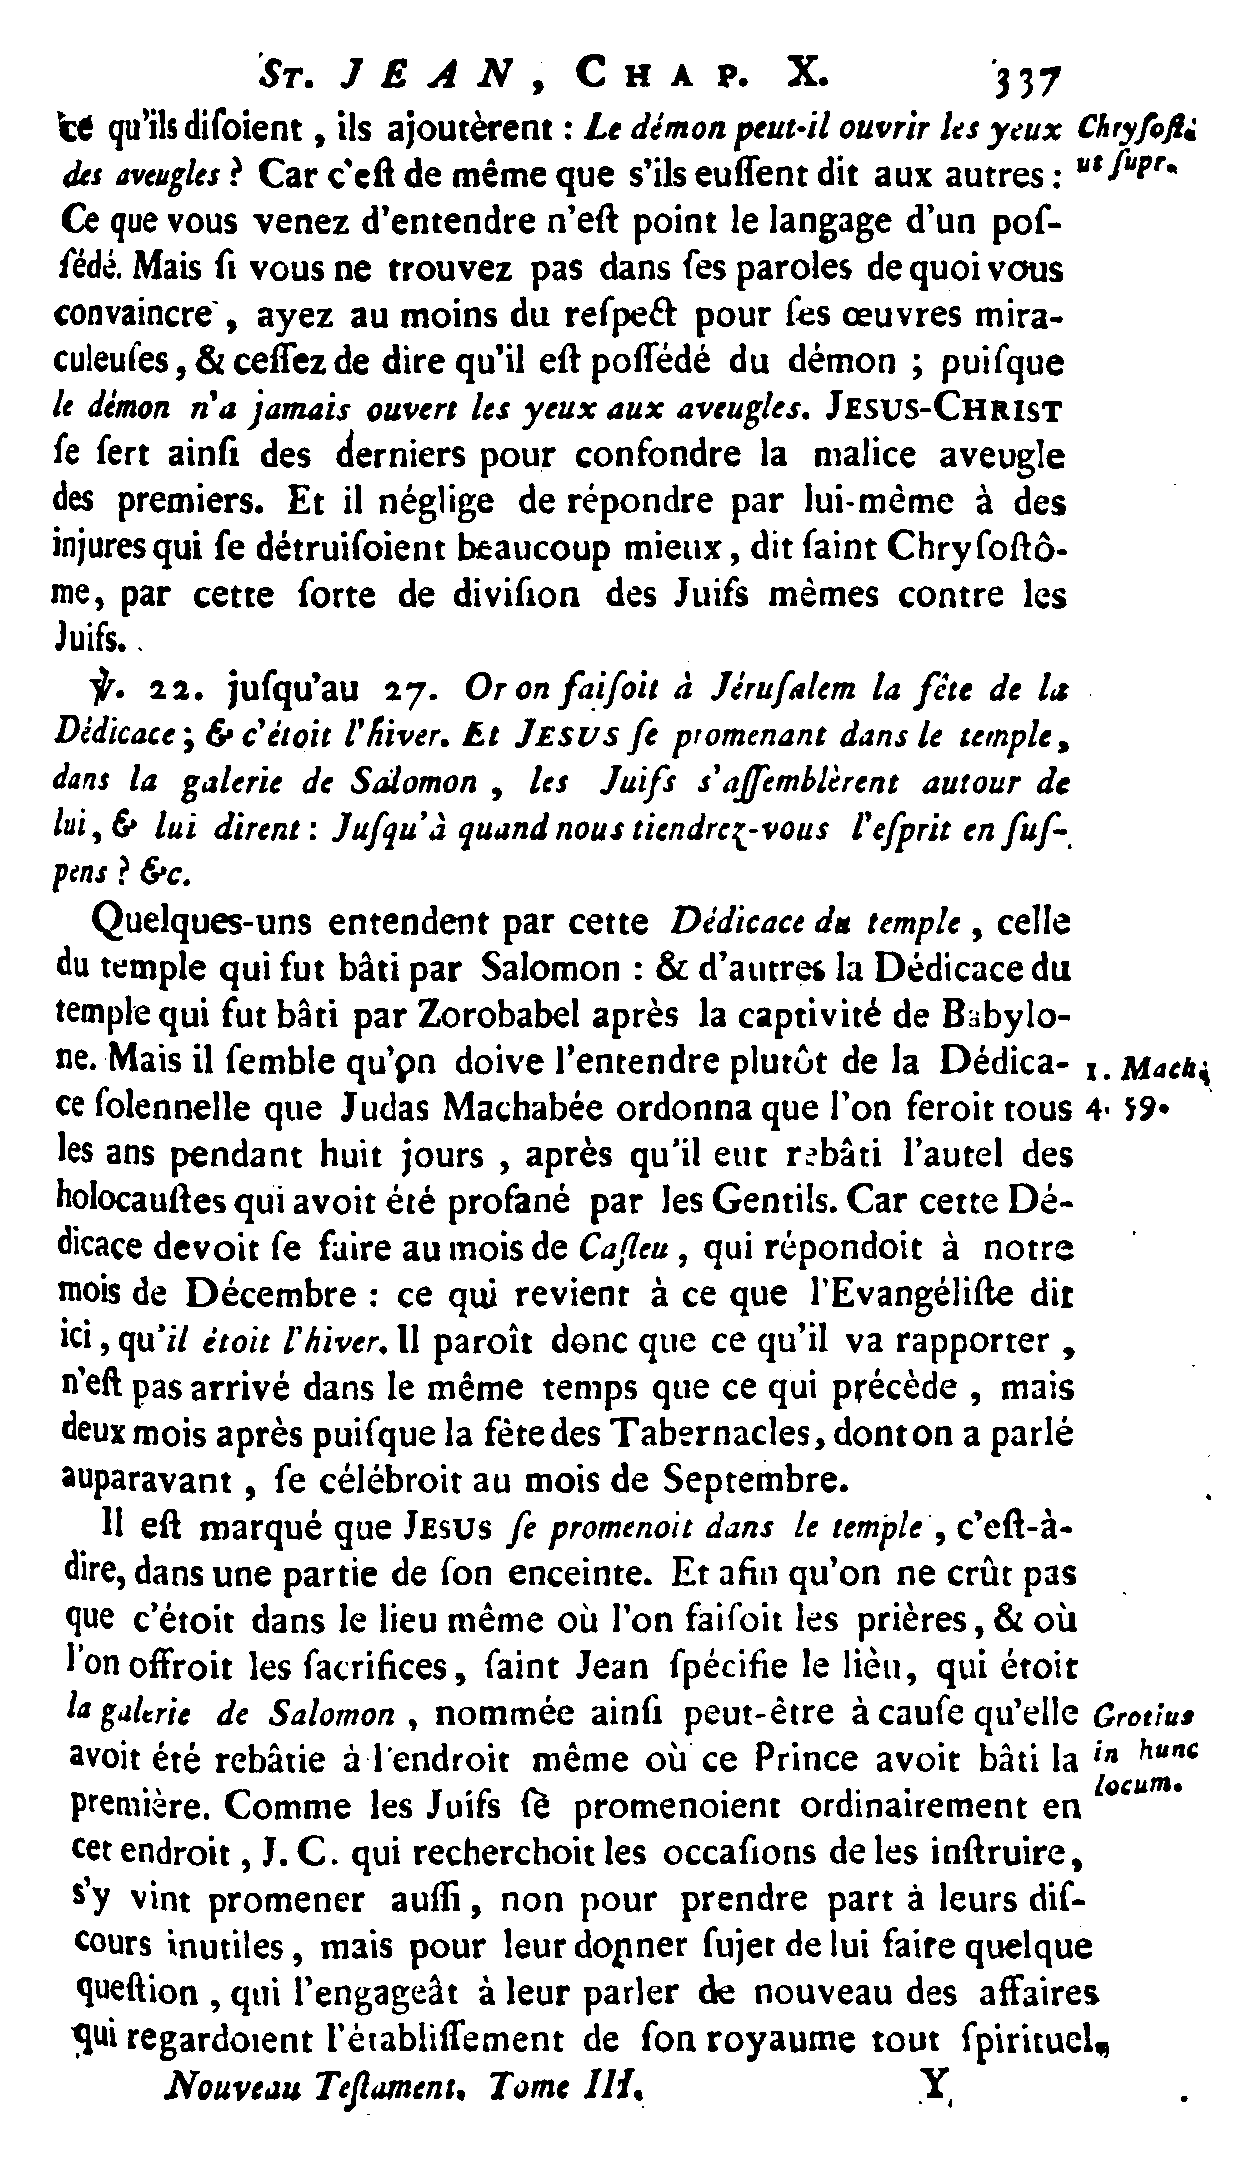 ST. JEAN, CHAP. X. 337
ce qu'ils diſoient, ils ajoutèrent : Le démon peut-il ouvrir les yeux
Chryſoſt.
des aveugles ? Car c'eſt de même que s'ils euſſent dit aux autres :
ut ſupr.
Ce que vous venez d'entendre n'eſt point le langage d'un poſ-
ſédé. Mais ſi vous ne trouvez pas dans ſes paroles de quoi vous
convaincre, ayez au moins du reſpect pour ſes œuvres mira-
culeuſes, & ceſſez de dire qu'il eſt poſſédé du démon ; puiſque
le démon n'a jamais ouvert les yeux aux aveugles. JESUS-CHRIST
ſe ſert ainſi des derniers pour confondre la malice aveugle
des premiers. Et il néglige de répondre par lui-même à des
injures qui ſe détruiſoient beaucoup mieux, dit ſaint Chryſoſtô-
me, par cette ſorte de diviſion des Juifs mêmes contre les
Juifs.
℣. 22. juſqu'au 27. Or on faiſoit à Jéruſalem la fête de la
Dédicace ; & c'étoit l'hiver. Et JESUS ſe promenant dans le temple,
dans la galerie de Salomon, les Juifs s'aſſemblèrent autour de
lui, & lui dirent : Juſqu'à quand nous tiendrez-vous l'eſprit en ſuſ-
pens ? &c.
Quelques-uns entendent par cette Dédicace du temple, celle
du temple qui fut bâti par Salomon : & d'autres la Dédicace du
temple qui fut bâti par Zorobabel après la captivité de Babylo-
ne. Mais il ſemble qu'on doive l'entendre plutôt de la Dédica-
1. Mach.
ce ſolennelle que Judas Machabée ordonna que l'on feroit tous
4. 59.
les ans pendant huit jours, après qu'il eut rebâti l'autel des
holocauſtes qui avoit été profané par les Gentils. Car cette Dé-
dicace devoit ſe faire au mois de Caſleu, qui répondoit à notre
mois de Décembre : ce qui revient à ce que l'Evangéliſte dit
ici, qu'il étoit l'hiver. Il paroît donc que ce qu'il va rapporter,
n'eſt pas arrivé dans le même temps que ce qui précède, mais
deux mois après puiſque la fête des Tabernacles, dont on a parlé
auparavant, ſe célébroit au mois de Septembre.
Il eſt marqué que JESUS ſe promenoit dans le temple, c'eſt-à-
dire, dans une partie de ſon enceinte. Et afin qu'on ne crût pas
que c'étoit dans le lieu même où l'on faiſoit les prières, & où
l'on offroit les ſacrifices, ſaint Jean ſpécifie le lieu, qui étoit
la galerie de Salomon, nommée ainſi peut-être à cauſe qu'elle
Grotius
avoit été rebâtie à l'endroit même où ce Prince avoit bâti la
in hunc
première. Comme les Juifs ſe promenoient ordinairement en
locum.
cet endroit, J. C. qui recherchoit les occaſions de les inſtruire,
s'y vint promener auſſi, non pour prendre part à leurs diſ-
cours inutiles, mais pour leur donner ſujet de lui faire quelque
queſtion, qui l'engageât à leur parler de nouveau des affaires
qui regardoient l'établiſſement de ſon royaume tout ſpirituel,
Nouveau Teſtament. Tome III. Y